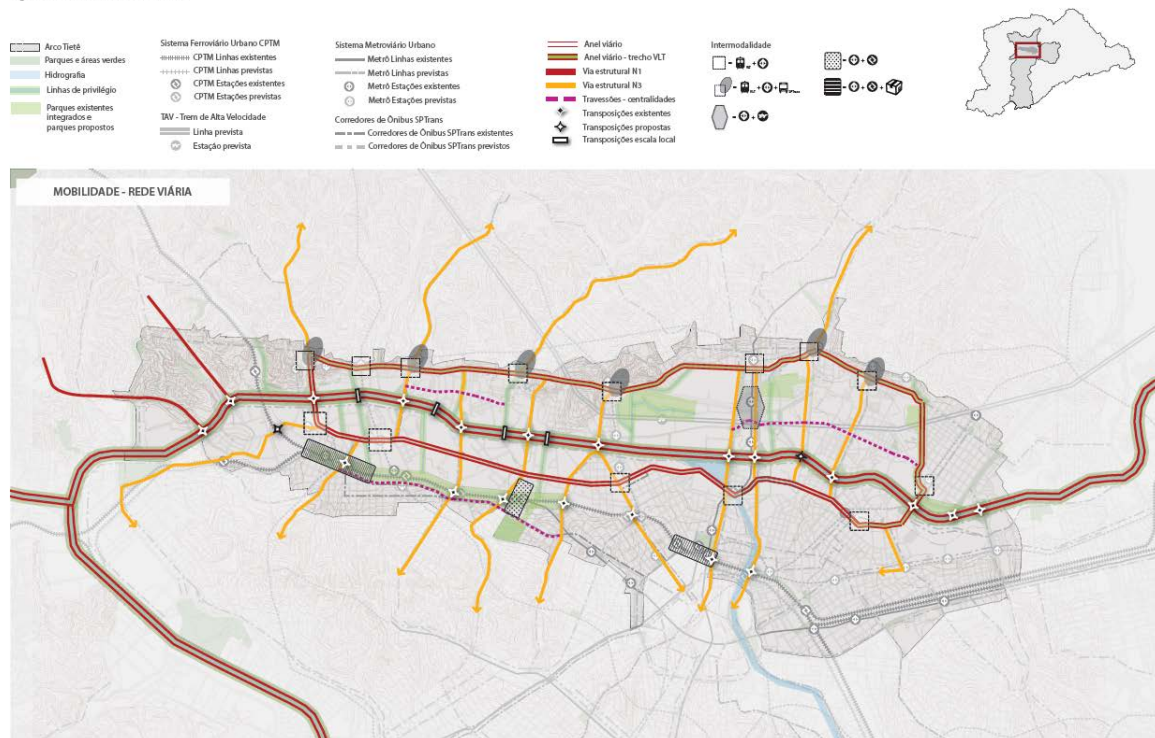 Arco Tietê
Parques e áreas verdes
Hidrografia
Linhas de privilégio
Parques existentes
integrados e
parques propostos
Sistema Ferroviário Urbano CPTM
CPTM Linhas existentes
CPTM Linhas previstas
CPTM Estações existentes
CPTM Estações previstas
TAV - Trem de Alta Velocidade
Linha prevista
Estação prevista
Sistema Metroviário Urbano
Metrô Linhas existentes
Metrô Linhas previstas
Metrô Estações existentes
Metrô Estações previstas
Corredores de Ônibus SPTrans
Corredores de Ônibus SPTrans existentes
Corredores de Ônibus SPTrans previstos
Anel viário
Anel viário - trecho VLT
Via estrutural N1
Via estrutural N3
Travessões - centralidades
Transposições existentes
Transposições propostas
Transposições escala local
Intermodalidade
MOBILIDADE - REDE VIÁRIA